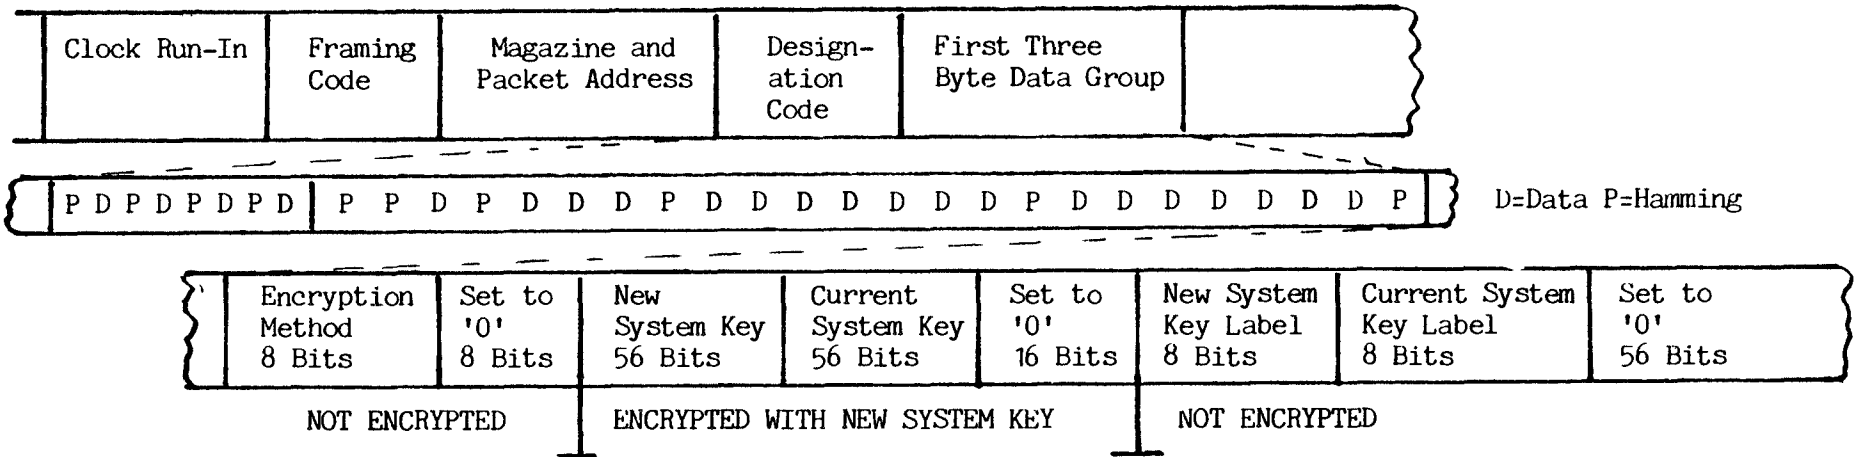 Clock Run-In
Framing
Code
Magazine and
Packet Address
Design-
ation
Code
First Three
Byte Data Group
P D P D P D P D P P D P D D D P D D D D D D D P D D D D D D D P
D=Data P=Hamming
Encryption
Method
8 Bits
Set to
'0'
8 Bits
New
System Key
56 Bits
Current
System Key
56 Bits
Set to
'0'
16 Bits
New System
Key Label
8 Bits
Current System
Key Label
8 Bits
Set to
'0'
56 Bits
NOT ENCRYPTED
ENCRYPTED WITH NEW SYSTEM KEY
NOT ENCRYPTED